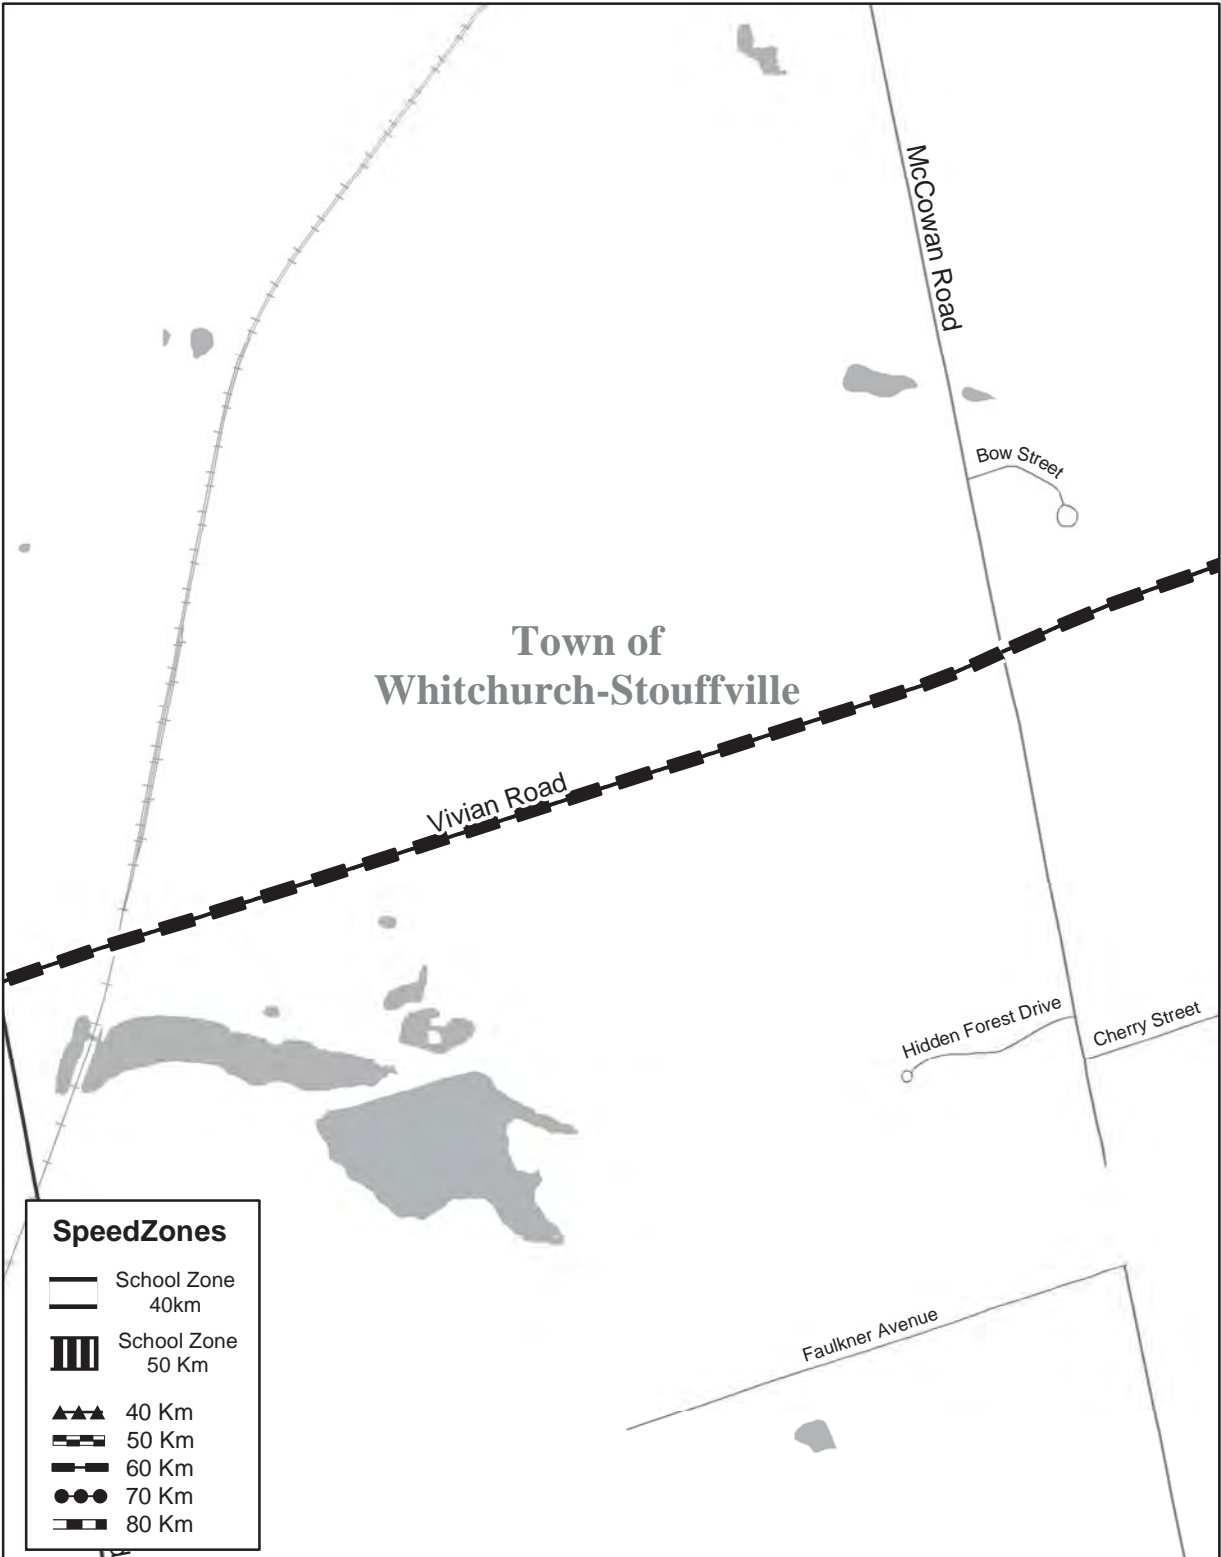 McCowan Road
Bow Street
Town of
Whitchurch-Stouffville
Vivian Road
Hidden Forest Drive
Cherry Street
Faulkner Avenue
SpeedZones
School Zone
40km
School Zone
50 Km
40 Km
50 Km
60 Km
70 Km
80 Km